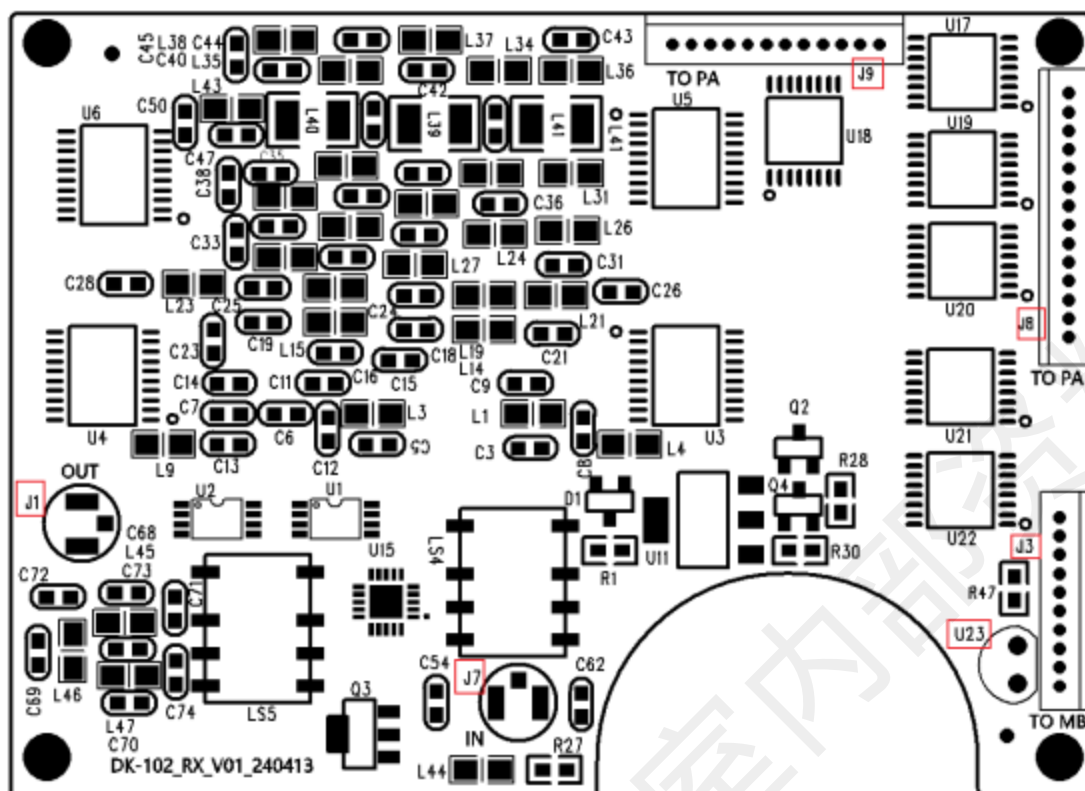 C45
L38
C40
C44
L35
L37
L34
C43
L36
L43
C42
C50
U6
L40
L39
L41
L41
TO PA
J9
U5
U18
U17
U19
C47
C38
C35
L31
C36
C33
L26
L24
L27
C31
C28
L23
C25
C24
C26
L21
U20
J8
TO PA
C23
C19
L15
C18
L19
L14
C21
C16
C15
C14
C11
C9
C7
C6
L3
L1
U4
L9
C13
C12
C5
C3
C8
L4
U3
Q2
U21
OUT
J1
U2
U1
D1
Q4
R28
C68
L45
U15
LS4
R1
U11
R30
U22
J3
C72
C73
C71
R47
U23
C69
L46
C74
L47
C70
LS5
Q3
C54
J7
C62
IN
L44
R27
TO MB
DK-102_RX_V01_240413
室内部资